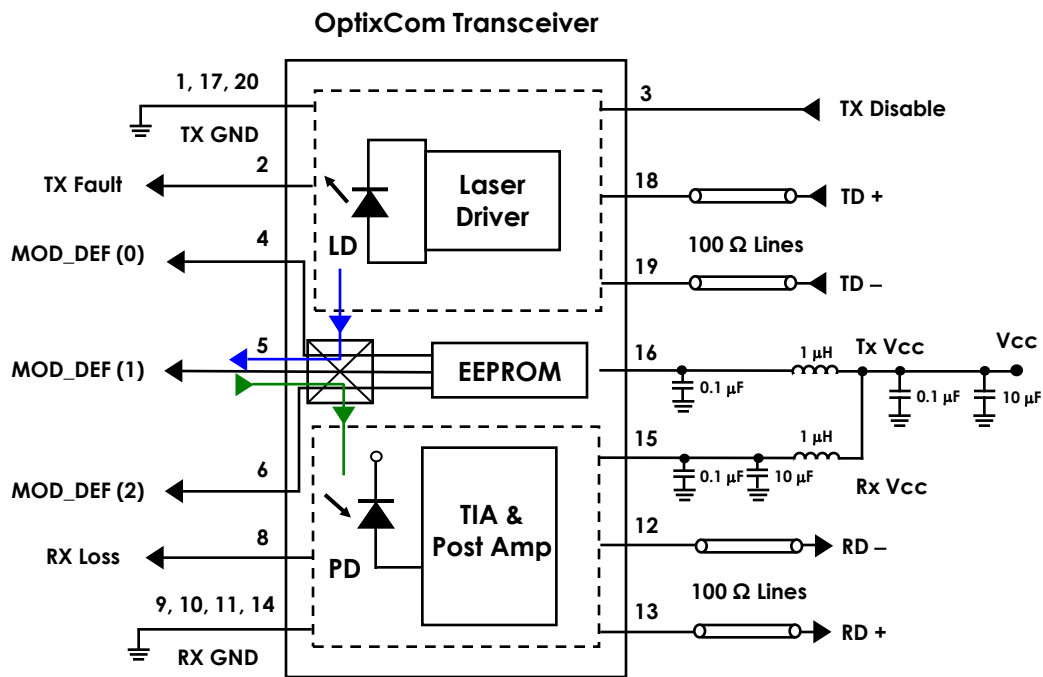 OptixCom Transceiver
1, 17, 20
TX GND
2
TX Fault
4
MOD_DEF (0)
5
MOD_DEF (1)
6
MOD_DEF (2)
8
RX Loss
9, 10, 11, 14
RX GND
Laser
Driver
LD
EEPROM
TIA &
Post Amp
PD
3
TX Disable
18
TD +
100 Ω Lines
19
TD –
16
1 μH
Tx Vcc
Vcc
0.1 μF
0.1 μF
10 μF
15
1 μH
0.1 μF
10 μF
Rx Vcc
12
RD –
100 Ω Lines
13
RD +